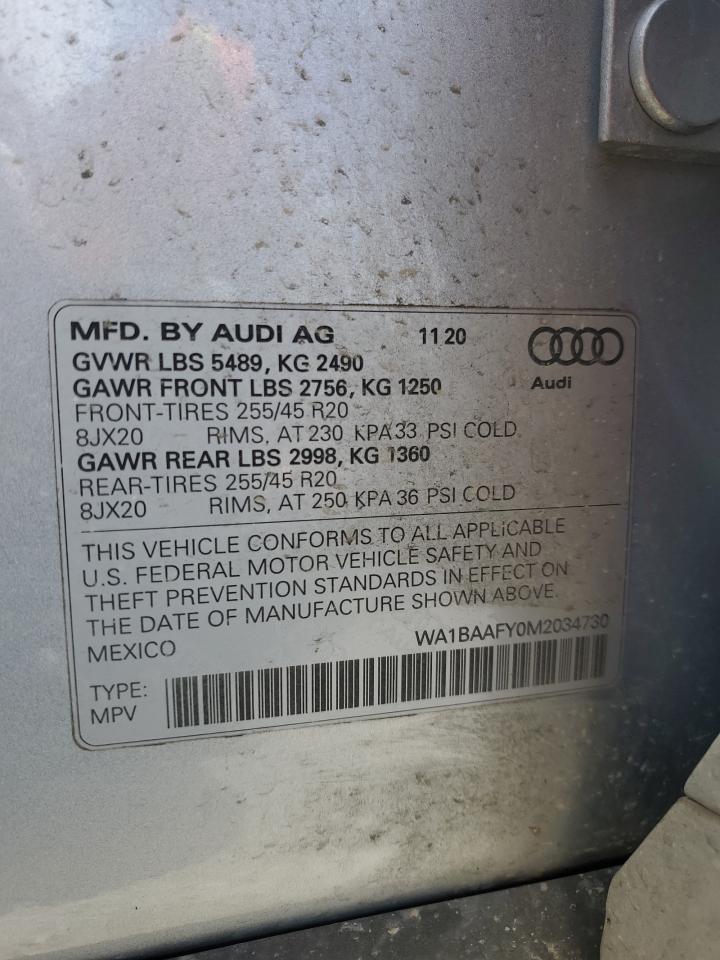 MFD. BY AUDI AG 11 20
GVWR LBS 5489, KG 2490
Audi
GAWR FRONT LBS 2756, KG 1250
FRONT-TIRES 255/45 R20
8JX20 RIMS, AT 230 KPA 33 PSI COLD
GAWR REAR LBS 2998, KG 1360
REAR-TIRES 255/45 R20
8JX20 RIMS, AT 250 KPA 36 PSI COLD
THIS VEHICLE CONFORMS TO ALL APPLICABLE
U.S. FEDERAL MOTOR VEHICLE SAFETY AND
THEFT PREVENTION STANDARDS IN EFFECT ON
THE DATE OF MANUFACTURE SHOWN ABOVE.
MEXICO WA1BAAFY0M2034730
TYPE:
MPV